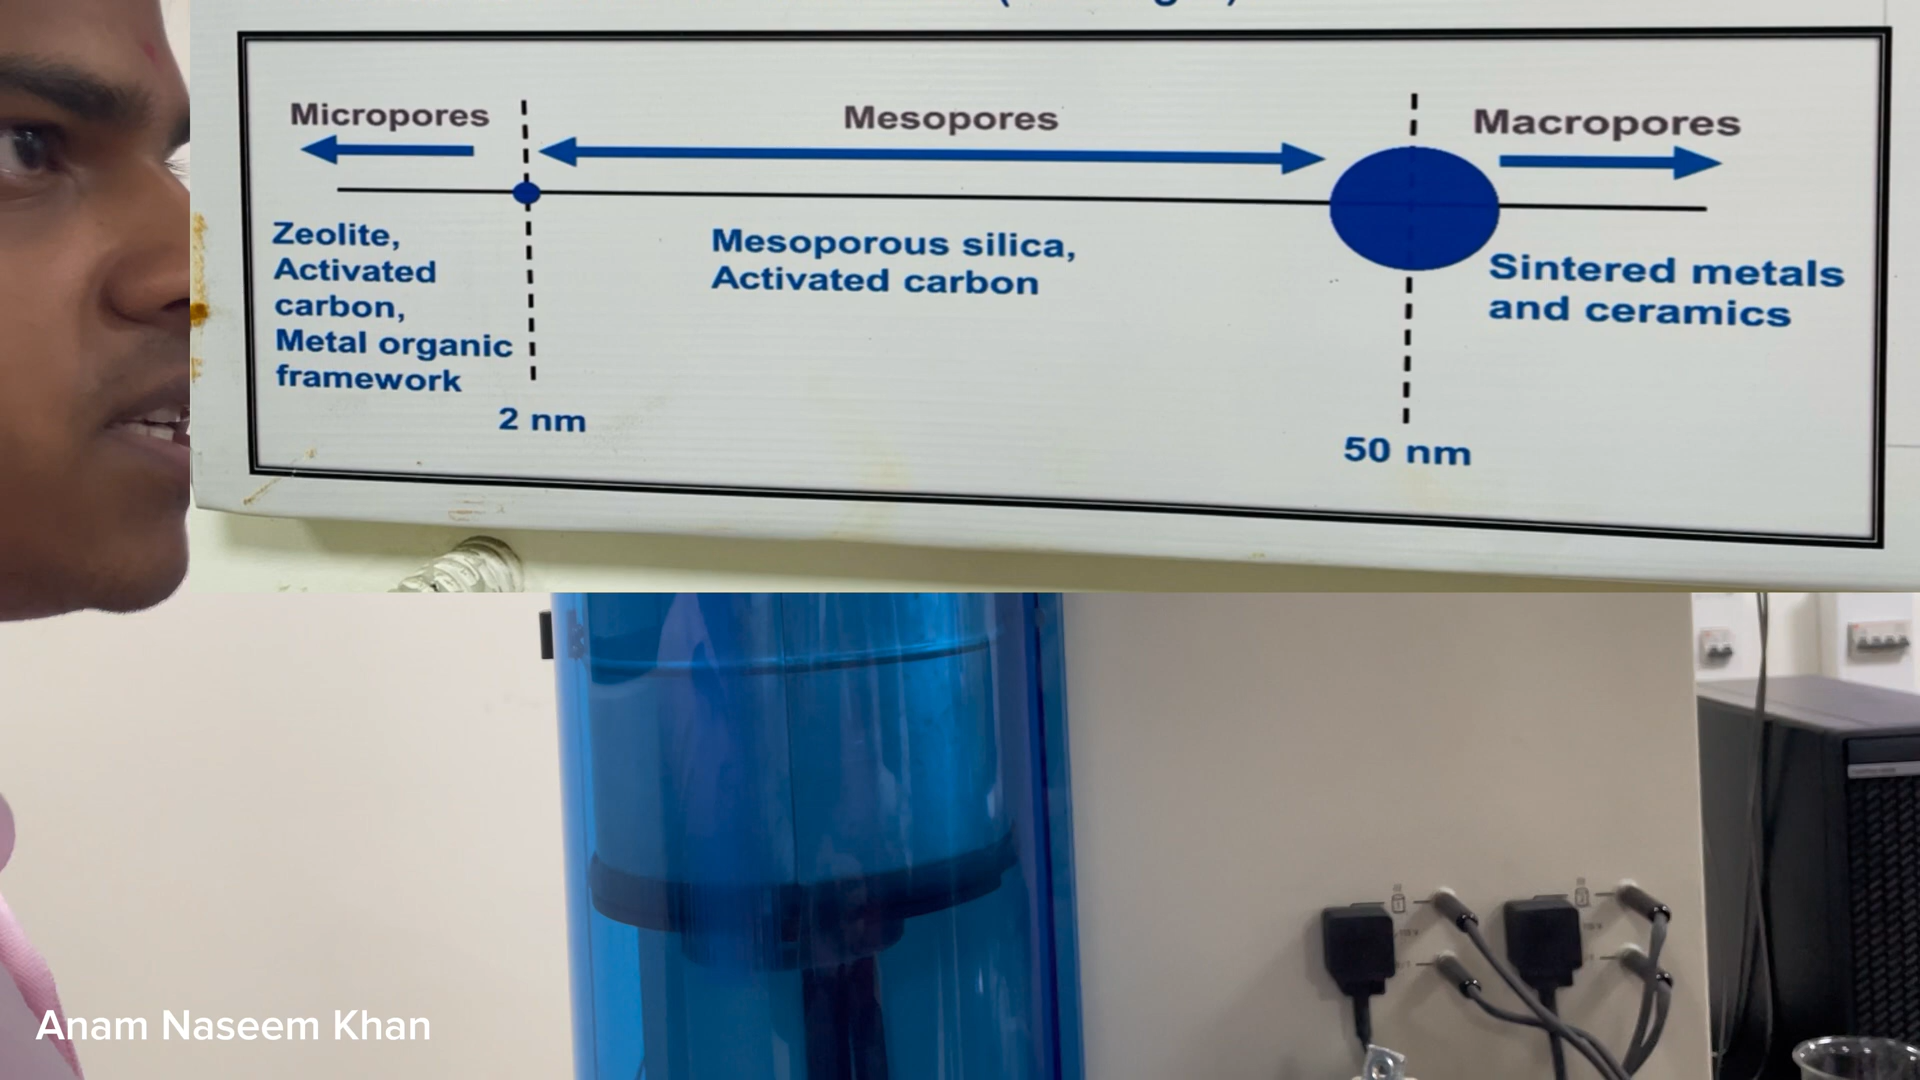 Micropores
Mesopores
Macropores
Zeolite,
Activated
carbon,
Metal organic
framework
Mesoporous silica,
Activated carbon
Sintered metals
and ceramics
2 nm
50 nm
Anam Naseem Khan